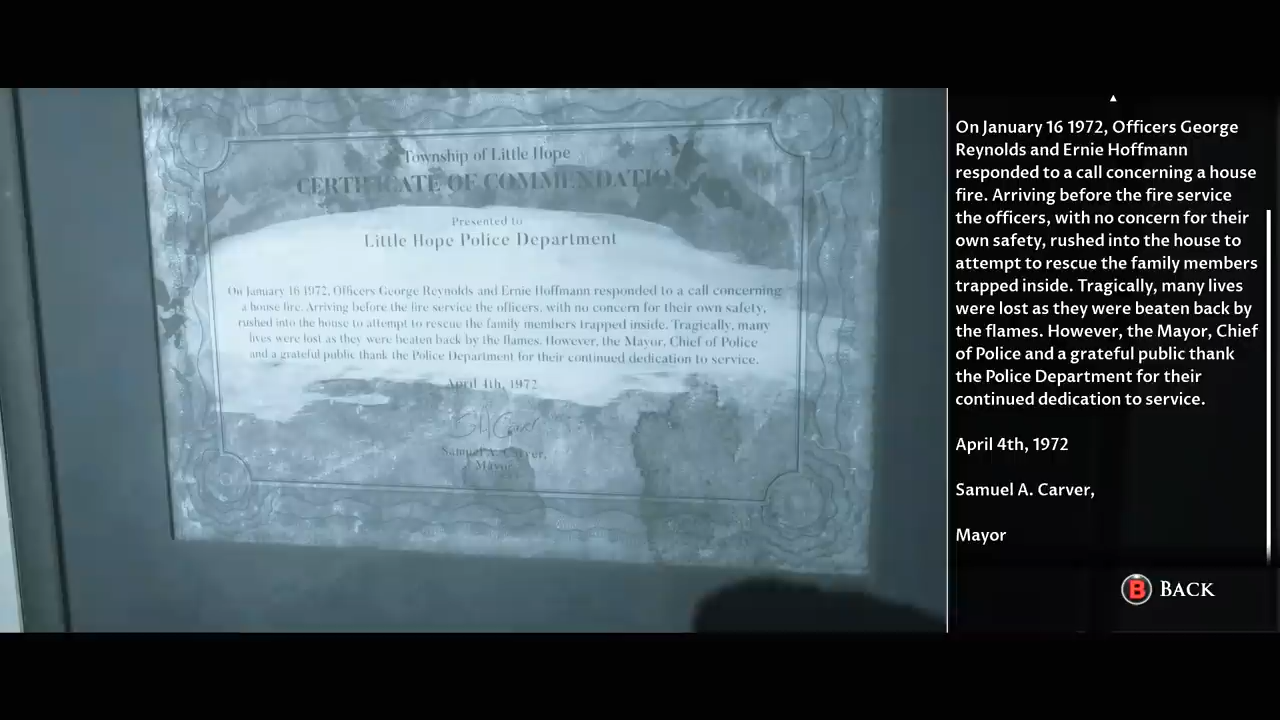 Township of Little Hope
CERTIFICATE OF COMMENDATION
Presented to
Little Hope Police Department
On January 16 1972, Officers George Reynolds and Ernie Hoffmann responded to a call concerning
a house fire. Arriving before the fire service the officers, with no concern for their own safety,
rushed into the house to attempt to rescue the family members trapped inside. Tragically, many
lives were lost as they were beaten back by the flames. However, the Mayor, Chief of Police
and a grateful public thank the Police Department for their continued dedication to service.
April 4th, 1972
Samuel A. Carver,
Mayor
On January 16 1972, Officers George
Reynolds and Ernie Hoffmann
responded to a call concerning a house
fire. Arriving before the fire service
the officers, with no concern for their
own safety, rushed into the house to
attempt to rescue the family members
trapped inside. Tragically, many lives
were lost as they were beaten back by
the flames. However, the Mayor, Chief
of Police and a grateful public thank
the Police Department for their
continued dedication to service.
April 4th, 1972
Samuel A. Carver,
Mayor
B BACK